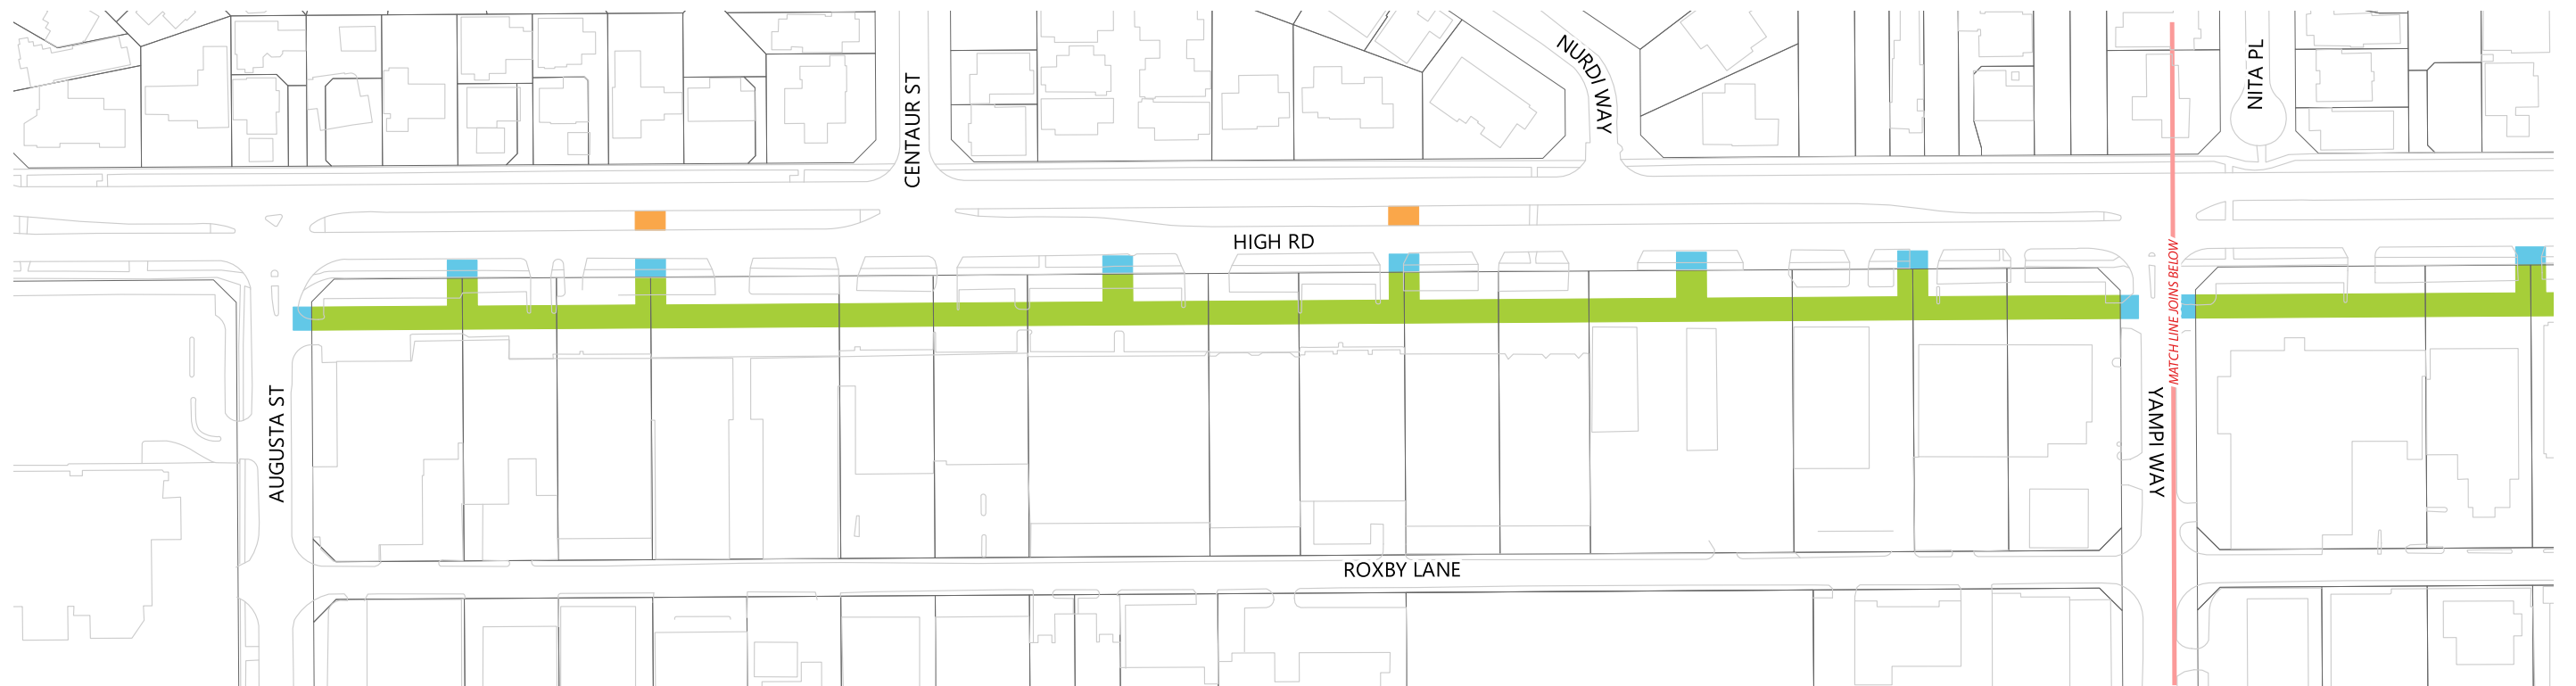 CENTAUR ST
NURDI WAY
NITA PL
HIGH RD
MATCH LINE JOINS BELOW
AUGUSTA ST
YAMPI WAY
ROXBY LANE